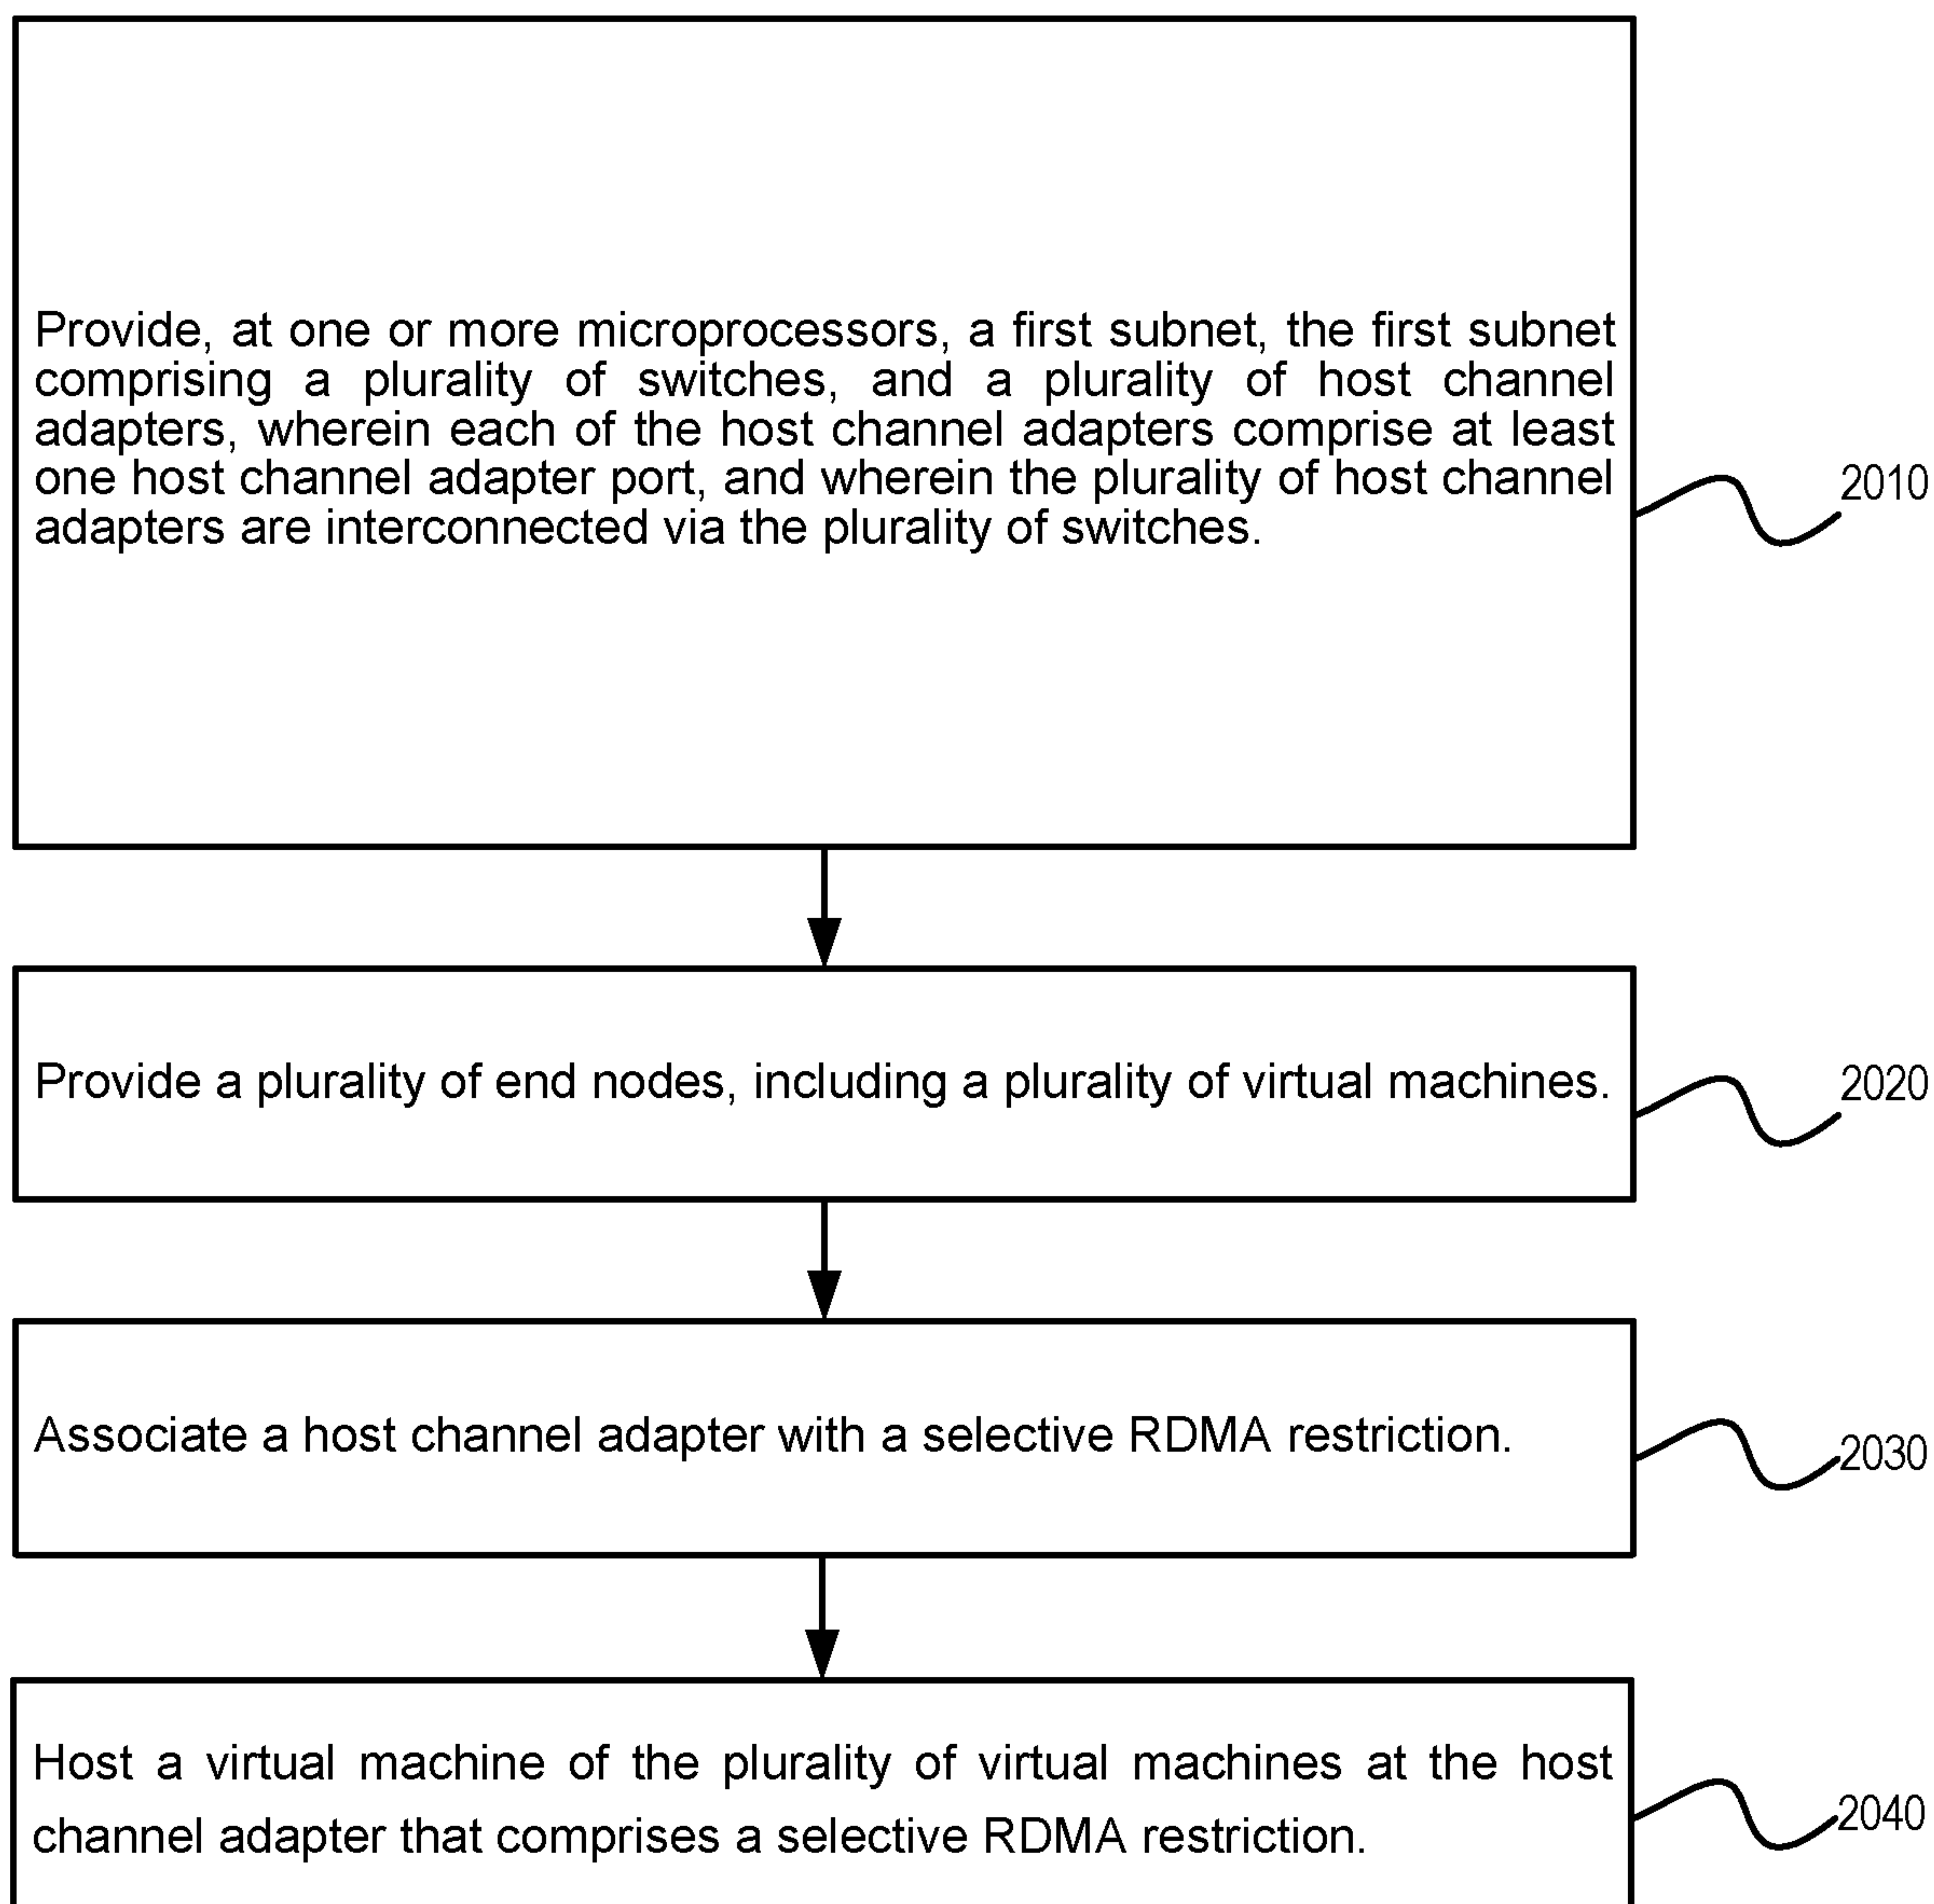 Provide, at one or more microprocessors, a first subnet, the first subnet
comprising a plurality of switches, and a plurality of host channel
adapters, wherein each of the host channel adapters comprise at least
one host channel adapter port, and wherein the plurality of host channel
adapters are interconnected via the plurality of switches.
2010
Provide a plurality of end nodes, including a plurality of virtual machines.
2020
Associate a host channel adapter with a selective RDMA restriction.
2030
Host a virtual machine of the plurality of virtual machines at the host
channel adapter that comprises a selective RDMA restriction.
2040